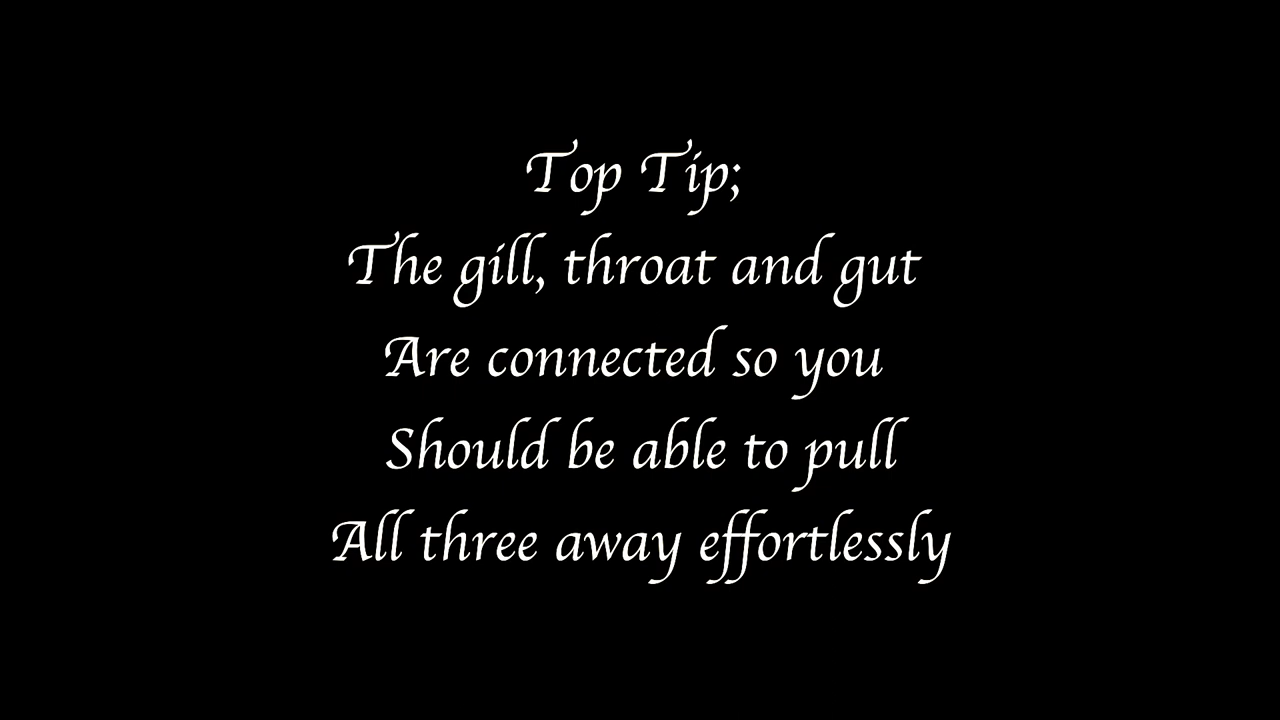 Top Tip;
The gill, throat and gut
Are connected so you
Should be able to pull
All three away effortlessly